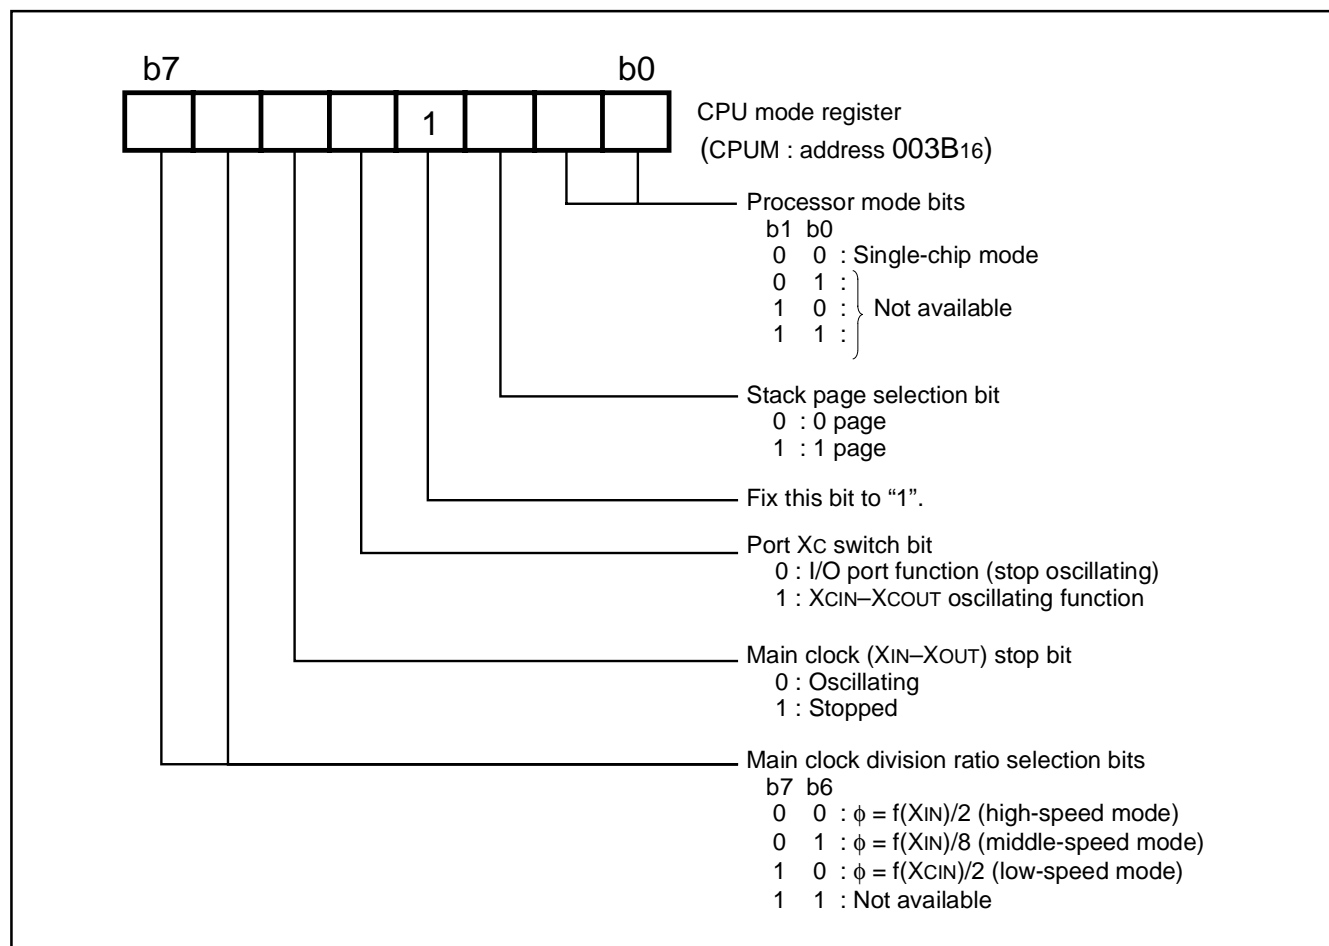 b7 b0
1
CPU mode register
(CPUM : address 003B16)
Processor mode bits
b1 b0
0 0 : Single-chip mode
0 1 :
1 0 : Not available
1 1 :
Stack page selection bit
0 : 0 page
1 : 1 page
Fix this bit to “1”.
Port XC switch bit
0 : I/O port function (stop oscillating)
1 : XCIN–XCOUT oscillating function
Main clock (XIN–XOUT) stop bit
0 : Oscillating
1 : Stopped
Main clock division ratio selection bits
b7 b6
0 0 : ϕ = f(XIN)/2 (high-speed mode)
0 1 : ϕ = f(XIN)/8 (middle-speed mode)
1 0 : ϕ = f(XCIN)/2 (low-speed mode)
1 1 : Not available